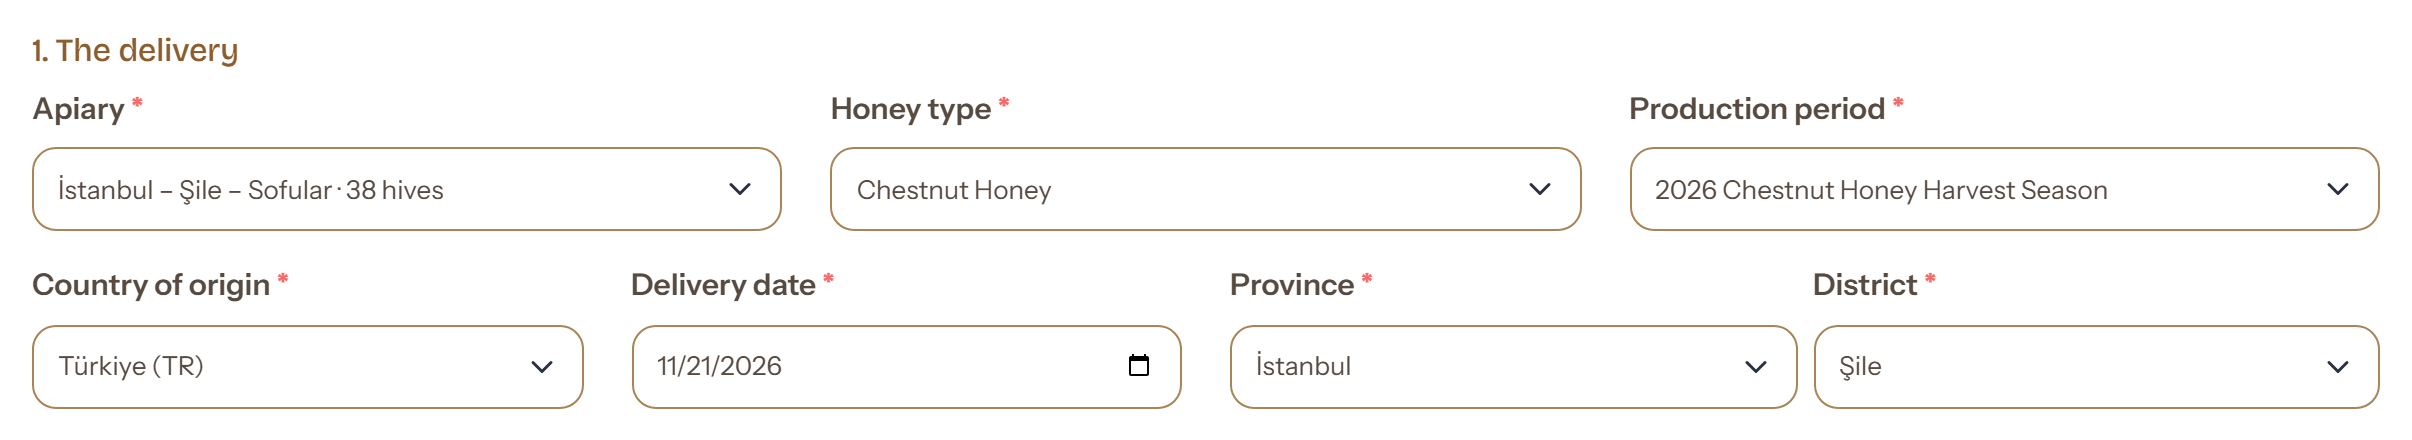 1. The delivery
Apiary *
Honey type *
Production period *
İstanbul – Şile – Sofular · 38 hives
Chestnut Honey
2026 Chestnut Honey Harvest Season
Country of origin *
Delivery date *
Province *
District *
Türkiye (TR)
11/21/2026
İstanbul
Şile